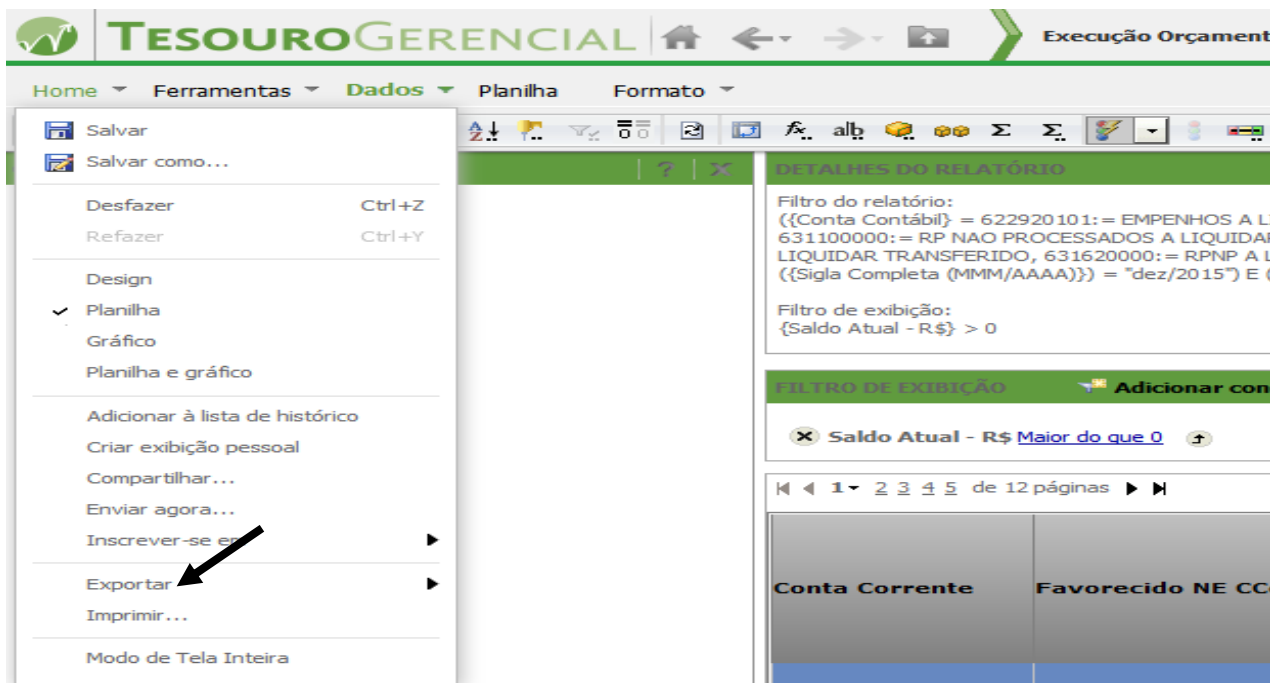 TESOUROGERENCIAL
Execução Orçament
Home Ferramentas Dados Planilha Formato
Salvar
Salvar como...
Desfazer Ctrl+Z
Refazer Ctrl+Y
Design
Planilha
Gráfico
Planilha e gráfico
Adicionar à lista de histórico
Criar exibição pessoal
Compartilhar...
Enviar agora...
Inscrever-se e
Exportar
Imprimir...
Modo de Tela Inteira
DETALHES DO RELATÓRIO
Filtro do relatório:
({Conta Contábil} = 622920101:= EMPENHOS A L
631100000:= RP NAO PROCESSADOS A LIQUIDA
LIQUIDAR TRANSFERIDO, 631620000:= RPNP A L
({Sigla Completa (MMM/AAAA)}) = "dez/2015") E (
Filtro de exibição:
{Saldo Atual - R$} > 0
FILTRO DE EXIBIÇÃO Adicionar con
Saldo Atual - R$ Maior do que 0
1 2 3 4 5 de 12 páginas
Conta Corrente Favorecido NE CC